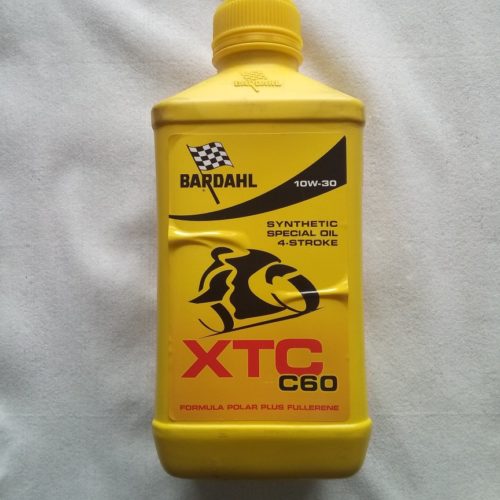 BARDAHL
BARDAHL
10W-30
SYNTHETIC
SPECIAL OIL
4-STROKE
XTC
C60
FORMULA POLAR PLUS FULLERENE